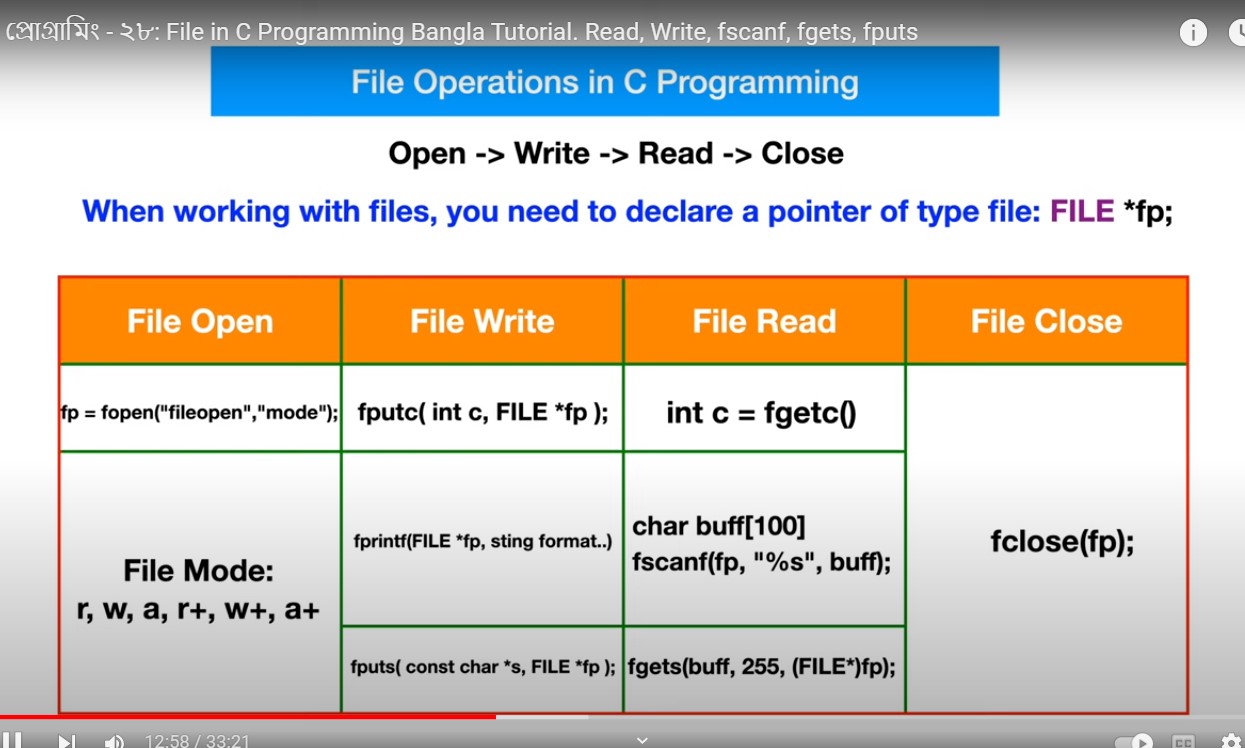 প্রোগ্রামিং - ২৮: File in C Programming Bangla Tutorial. Read, Write, fscanf, fgets, fputs
File Operations in C Programming
Open -> Write -> Read -> Close
When working with files, you need to declare a pointer of type file: FILE *fp;
File Open
File Write
File Read
File Close
fp = fopen("fileopen","mode");
fputc( int c, FILE *fp );
int c = fgetc()
File Mode:
r, w, a, r+, w+, a+
fprintf(FILE *fp, sting format..)
char buff[100]
fscanf(fp, "%s", buff);
fclose(fp);
fputs( const char *s, FILE *fp );
fgets(buff, 255, (FILE*)fp);
12:58 / 33:21
CC